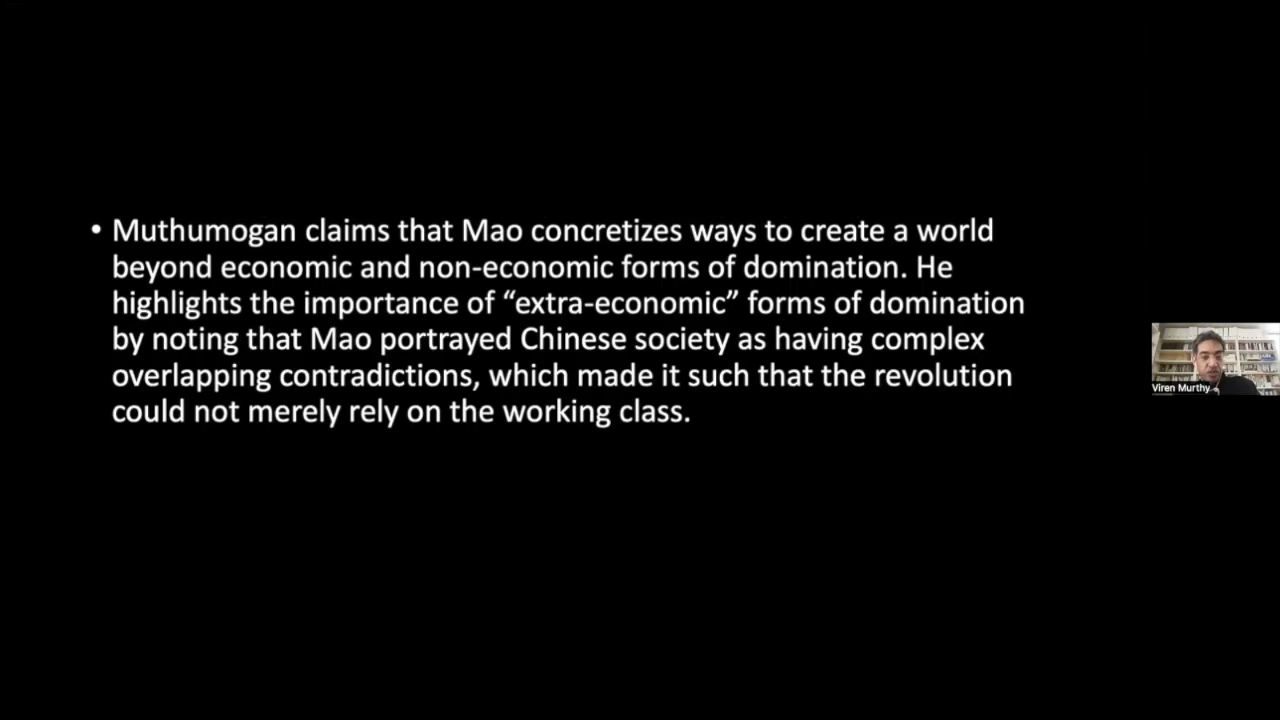 • Muthumogan claims that Mao concretizes ways to create a world
beyond economic and non-economic forms of domination. He
highlights the importance of “extra-economic” forms of domination
by noting that Mao portrayed Chinese society as having complex
overlapping contradictions, which made it such that the revolution
could not merely rely on the working class.
Viren Murthy